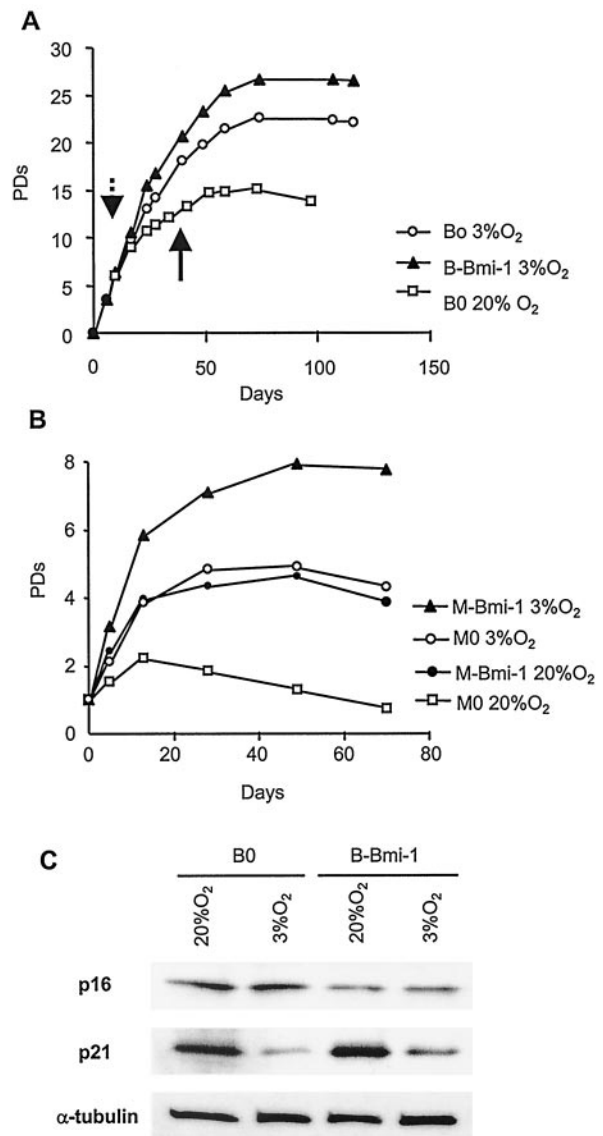 A
30
25
20
15
10
5
0
PDs
0 50 100 150
Days
Bo 3%O₂
B-Bmi-1 3%O₂
B0 20% O₂
B
8
6
4
2
0
PDs
0 20 40 60 80
Days
M-Bmi-1 3%O₂
M0 3%O₂
M-Bmi-1 20%O₂
M0 20%O₂
C
B0 B-Bmi-1
20%O₂ 3%O₂ 20%O₂ 3%O₂
p16
p21
α-tubulin